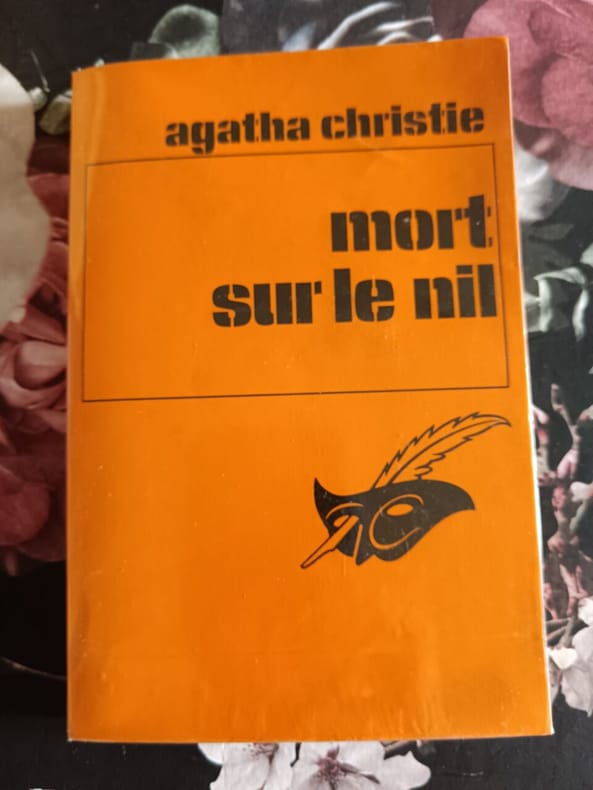 agatha christie
mort
sur le nil